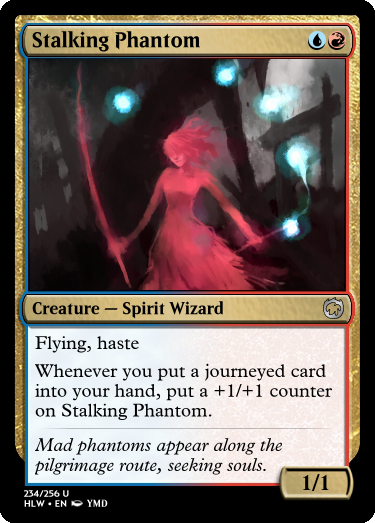 Stalking Phantom
Creature — Spirit Wizard
Flying, haste
Whenever you put a journeyed card
into your hand, put a +1/+1 counter
on Stalking Phantom.
Mad phantoms appear along the
pilgrimage route, seeking souls.
1/1
234/256 U
HLW • EN YMD